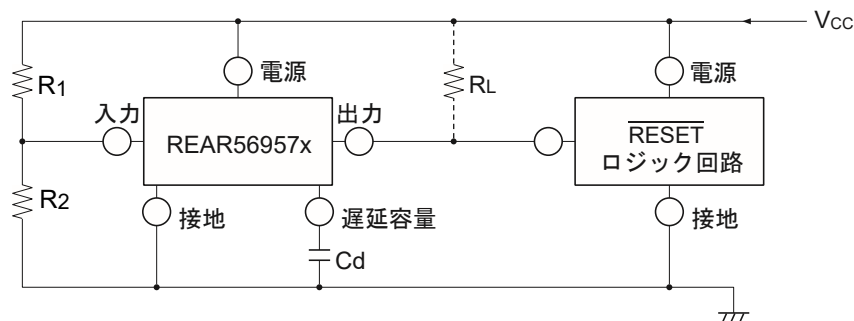 VCC
R1
電源
RL
電源
入力
出力
REAR56957x
RESET
ロジック回路
R2
接地
遅延容量
接地
Cd